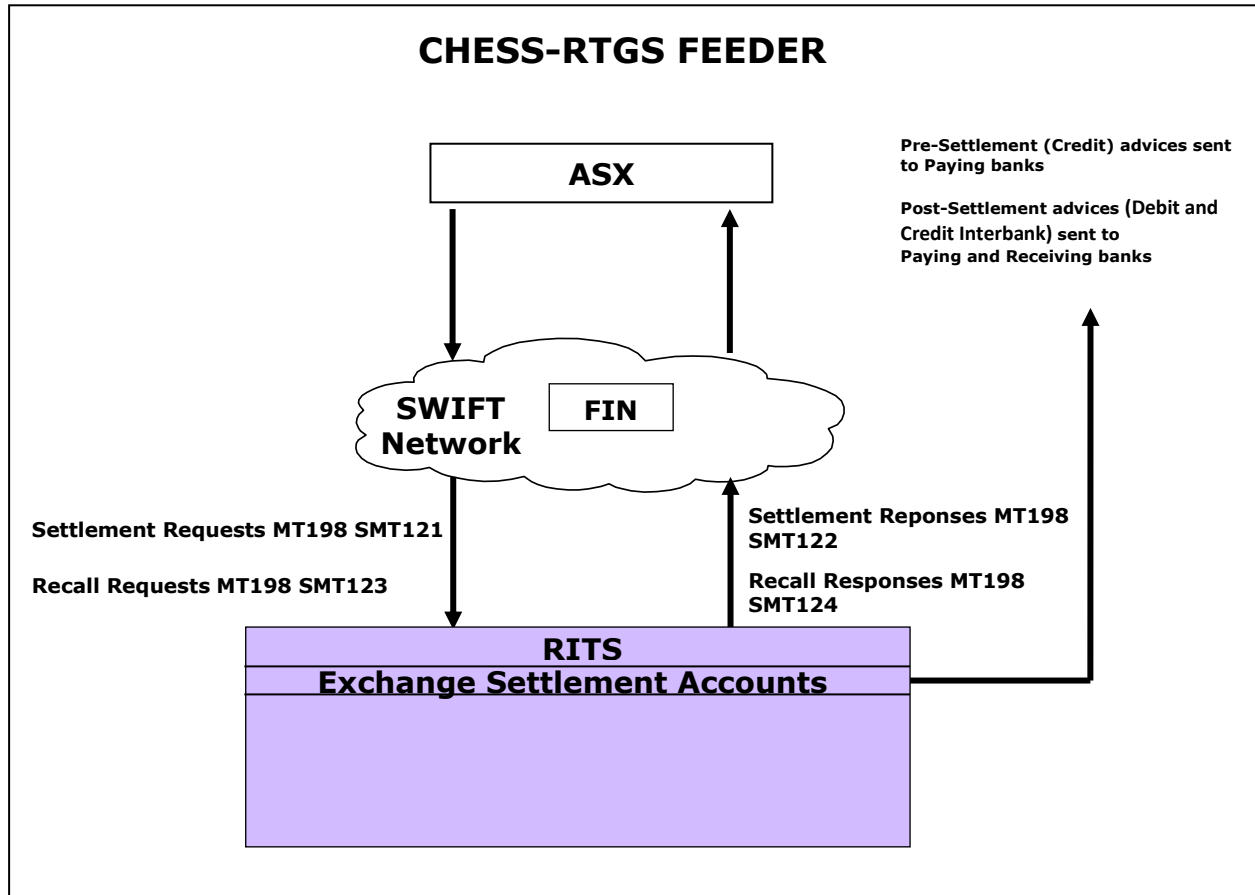 CHESS-RTGS FEEDER
ASX
Pre-Settlement (Credit) advices sent
to Paying banks
Post-Settlement advices (Debit and
Credit Interbank) sent to
Paying and Receiving banks
SWIFT
Network
FIN
Settlement Requests MT198 SMT121
Recall Requests MT198 SMT123
Settlement Reponses MT198
SMT122
Recall Responses MT198
SMT124
RITS
Exchange Settlement Accounts